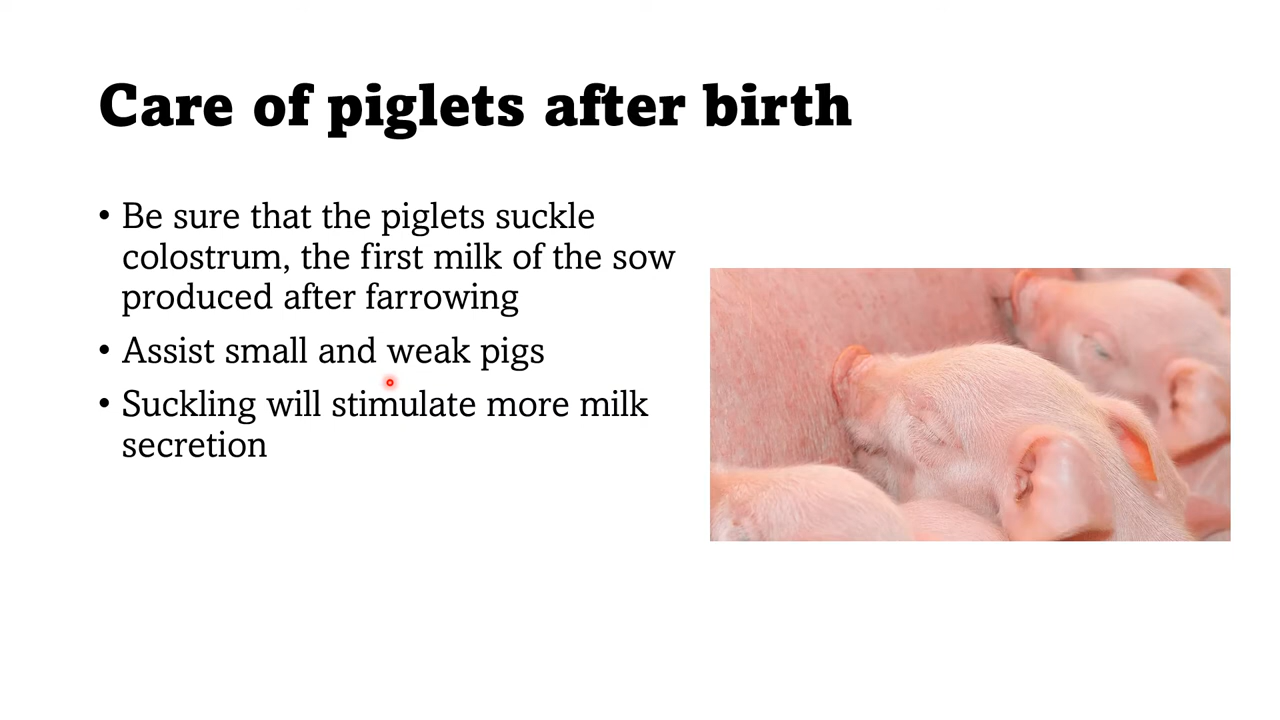 Care of piglets after birth
• Be sure that the piglets suckle
colostrum, the first milk of the sow
produced after farrowing
• Assist small and weak pigs
• Suckling will stimulate more milk
secretion